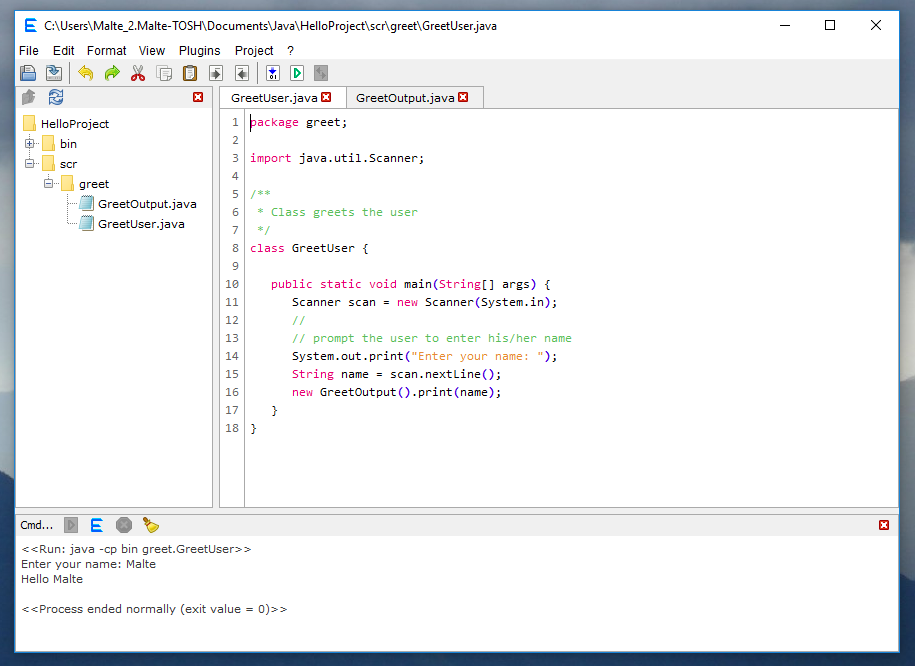 C:\Users\Malte_2.Malte-TOSH\Documents\Java\HelloProject\scr\greet\GreetUser.java
File Edit Format View Plugins Project ?
GreetUser.java GreetOutput.java
HelloProject
bin
scr
greet
GreetOutput.java
GreetUser.java
1 package greet;
2
3 import java.util.Scanner;
4
5 /**
6 * Class greets the user
7 */
8 class GreetUser {
9
10 public static void main(String[] args) {
11 Scanner scan = new Scanner(System.in);
12 //
13 // prompt the user to enter his/her name
14 System.out.print("Enter your name: ");
15 String name = scan.nextLine();
16 new GreetOutput().print(name);
17 }
18 }
Cmd...
<<Run: java -cp bin greet.GreetUser>>
Enter your name: Malte
Hello Malte
<<Process ended normally (exit value = 0)>>